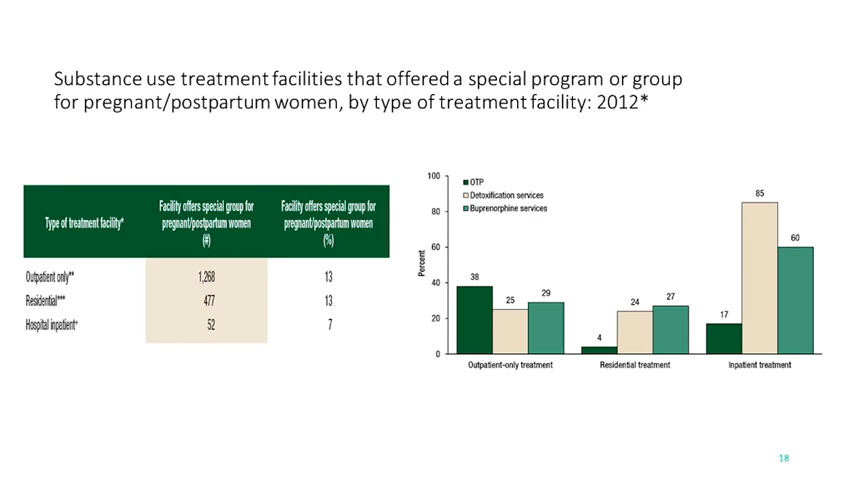 Substance use treatment facilities that offered a special program or group
for pregnant/postpartum women, by type of treatment facility: 2012*
Type of treatment facility*
Facility offers special group for
pregnant/postpartum women
(#)
Facility offers special group for
pregnant/postpartum women
(%)
Outpatient only** 1,268 13
Residential*** 477 13
Hospital inpatient+ 52 7
Percent
100
80
60
40
20
0
OTP
Detoxification services
Buprenorphine services
38
25
29
4
24
27
17
85
60
Outpatient-only treatment
Residential treatment
Inpatient treatment
18